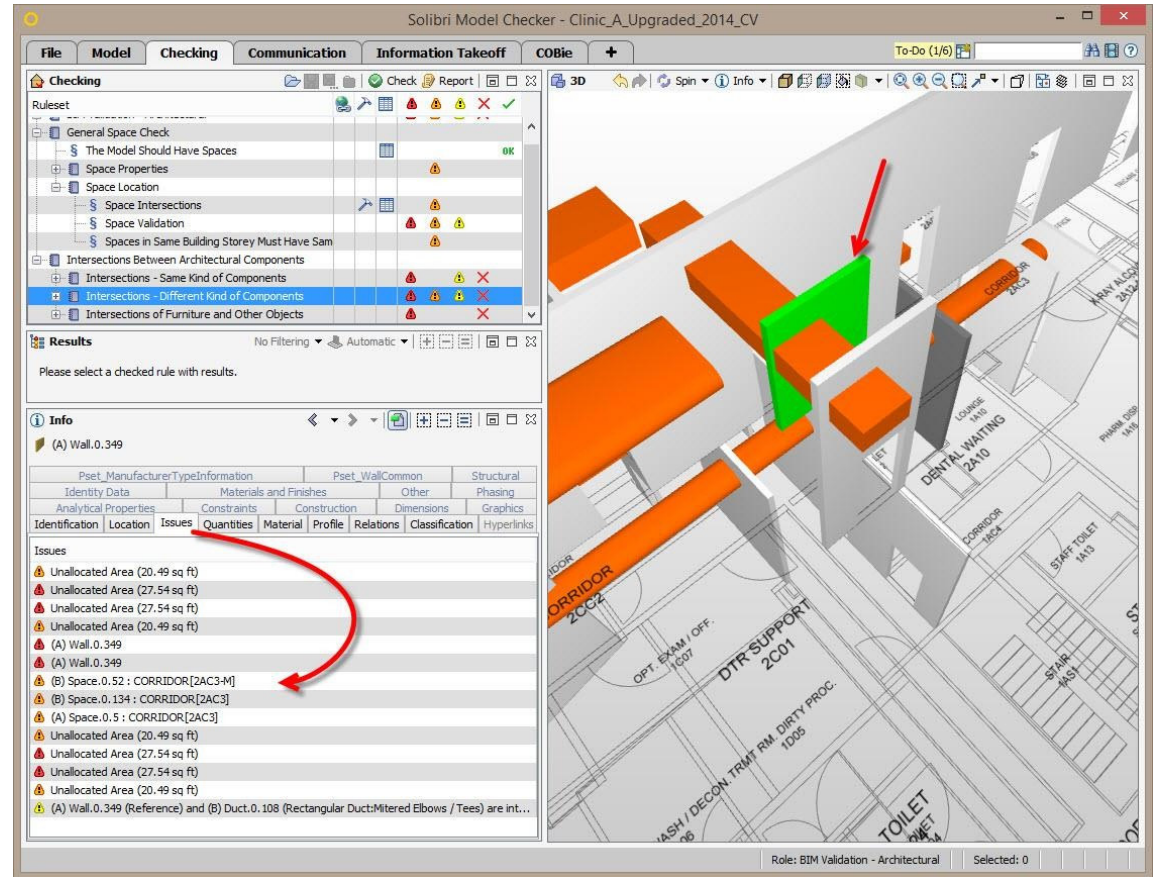 Solibri Model Checker - Clinic_A_Upgraded_2014_CV
File Model Checking Communication Information Takeoff COBie + To-Do (1/6)
Checking Check Report
Ruleset
General Space Check
§ The Model Should Have Spaces OK
Space Properties
Space Location
§ Space Intersections
§ Space Validation
§ Spaces in Same Building Storey Must Have Sam
Intersections Between Architectural Components
Intersections - Same Kind of Components
Intersections - Different Kind of Components
Intersections of Furniture and Other Objects
Results No Filtering Automatic
Please select a checked rule with results.
Info
(A) Wall.0.349
Pset_ManufacturerTypeInformation Pset_WallCommon Structural
Identity Data Materials and Finishes Other Phasing
Analytical Properties Constraints Construction Dimensions Graphics
Identification Location Issues Quantities Material Profile Relations Classification Hyperlinks
Issues
Unallocated Area (20.49 sq ft)
Unallocated Area (27.54 sq ft)
Unallocated Area (27.54 sq ft)
Unallocated Area (20.49 sq ft)
(A) Wall.0.349
(A) Wall.0.349
(B) Space.0.52 : CORRIDOR[2AC3-M]
(B) Space.0.134 : CORRIDOR[2AC3]
(A) Space.0.5 : CORRIDOR[2AC3]
Unallocated Area (20.49 sq ft)
Unallocated Area (27.54 sq ft)
Unallocated Area (27.54 sq ft)
Unallocated Area (20.49 sq ft)
(A) Wall.0.349 (Reference) and (B) Duct.0.108 (Rectangular Duct:Mitered Elbows / Tees) are int...
3D Spin Info
CORRIDOR
2AC3
LOUNGE
1A10
DENTAL WAITING
2A10
PHARM. DISP.
CORRIDOR
1AC4
STAFF TOILET
1A13
CORRIDOR
2CC2
OPT. EXAM / OFF.
1C07
DTR SUPPORT
2C01
STAIR
1AS1
WASH / DECON. TRMT RM. DIRTY PROC.
1D05
TOILET
Role: BIM Validation - Architectural Selected: 0